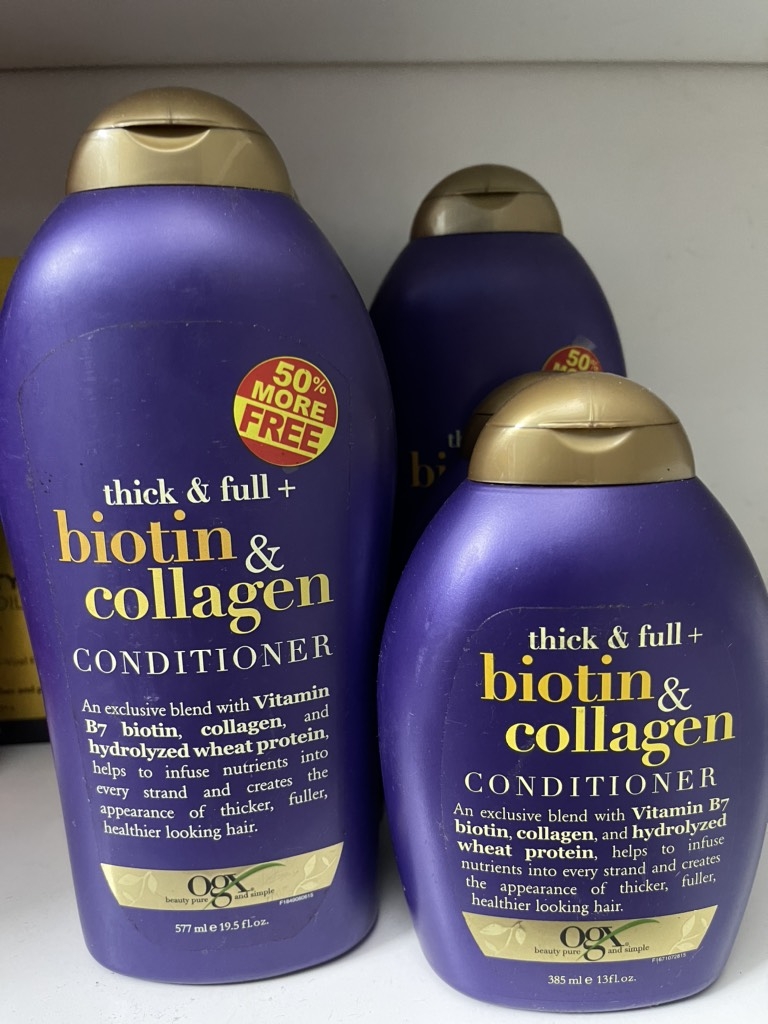 50%
MORE
FREE
thick & full +
biotin &
collagen
CONDITIONER
An exclusive blend with Vitamin
B7 biotin, collagen, and
hydrolyzed wheat protein,
helps to infuse nutrients into
every strand and creates the
appearance of thicker, fuller,
healthier looking hair.
ogx
beauty pure and simple
577 ml e 19.5 fl.oz.
50%
thick & full +
biotin &
collagen
CONDITIONER
An exclusive blend with Vitamin B7
biotin, collagen, and hydrolyzed
wheat protein, helps to infuse
nutrients into every strand and creates
the appearance of thicker, fuller,
healthier looking hair.
ogx
beauty pure and simple
385 ml e 13fl.oz.